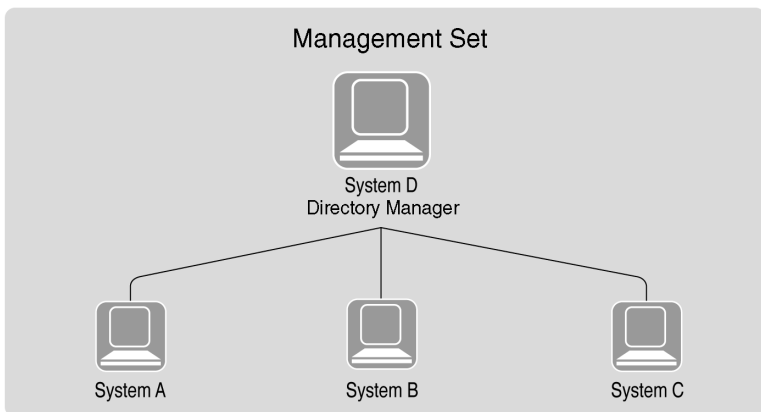 Management Set
System D
Directory Manager
System A
System B
System C